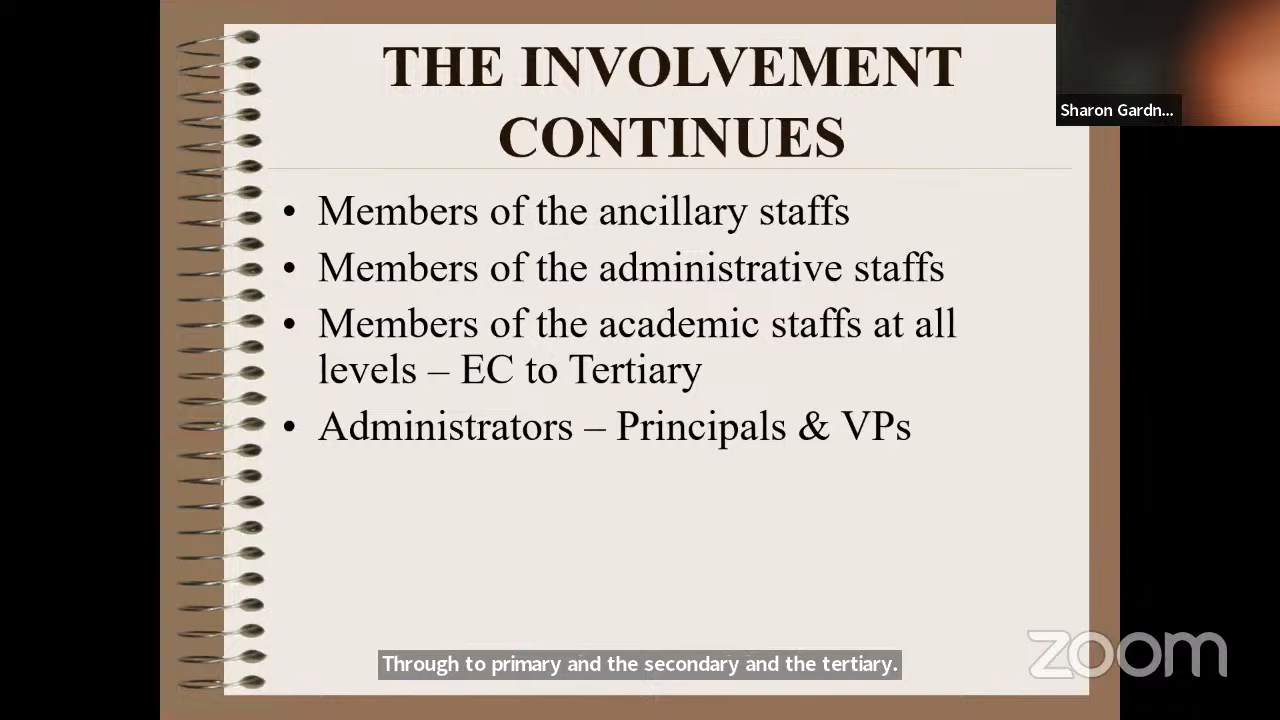 THE INVOLVEMENT
CONTINUES
Sharon Gardn...
• Members of the ancillary staffs
• Members of the administrative staffs
• Members of the academic staffs at all
levels – EC to Tertiary
• Administrators – Principals & VPs
Through to primary and the secondary and the tertiary.
zoom